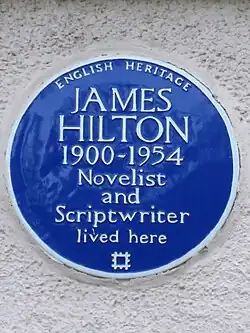 ENGLISH HERITAGE
JAMES
HILTON
1900-1954
Novelist
and
Scriptwriter
lived here